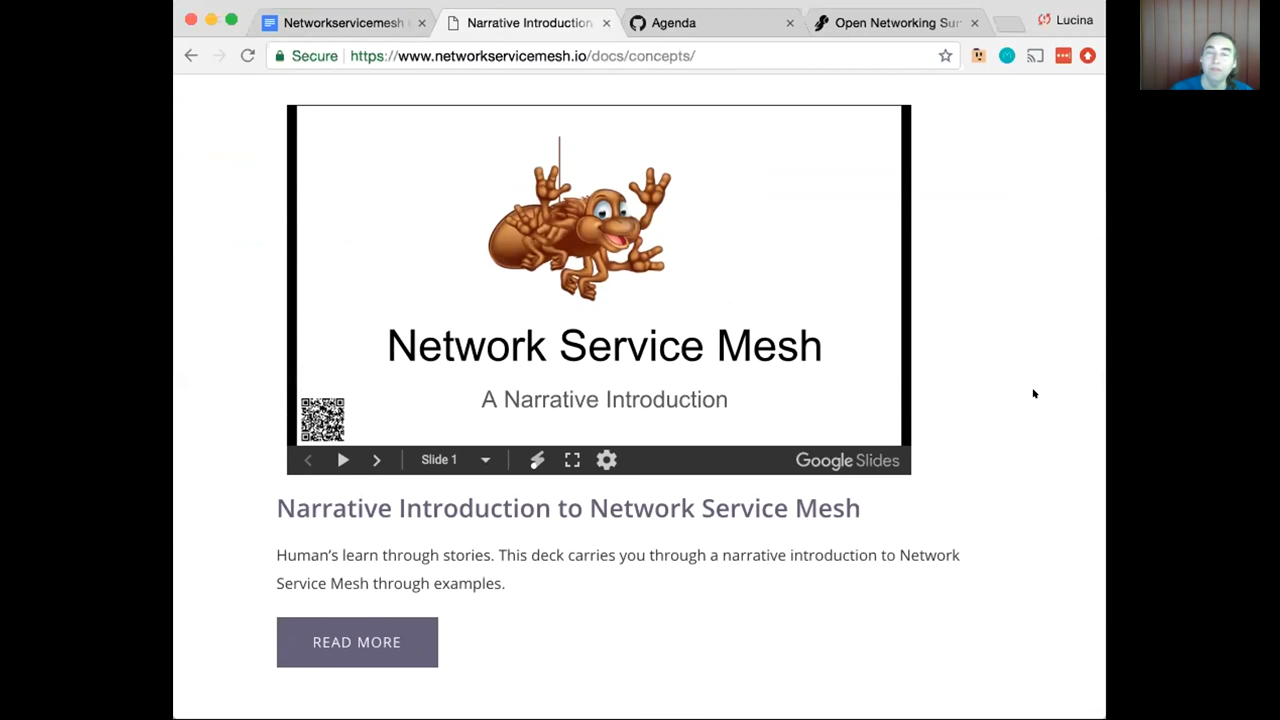 Networkservicemesh
Narrative Introduction
Agenda
Open Networking Sur
Lucina
Secure
https://www.networkservicemesh.io/docs/concepts/
Network Service Mesh
A Narrative Introduction
Slide 1
Google Slides
Narrative Introduction to Network Service Mesh
Human's learn through stories. This deck carries you through a narrative introduction to Network
Service Mesh through examples.
READ MORE